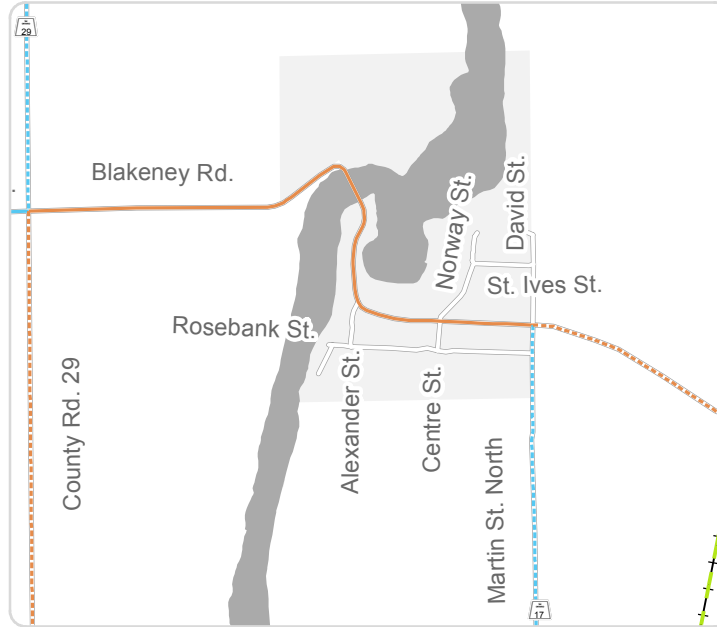 29
Blakeney Rd.
Norway St.
David St.
St. Ives St.
Rosebank St.
Alexander St.
Centre St.
County Rd. 29
Martin St. North
17